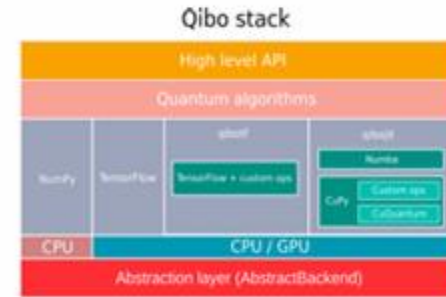 Qibo stack
High level API
Quantum algorithms
qibotf
qibojit
NumPy
TensorFlow
TensorFlow + custom ops
Numba
CuPy
Custom ops
CuQuantum
CPU
CPU / GPU
Abstraction layer (AbstractBackend)